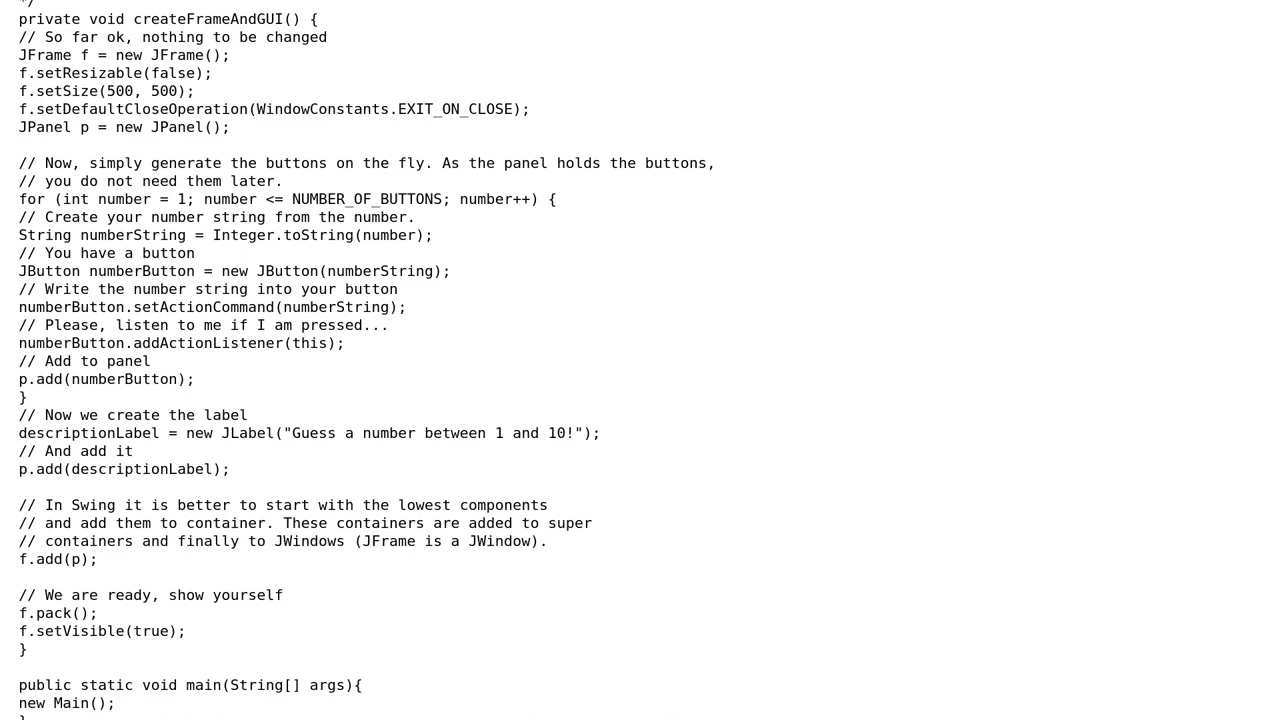 */
private void createFrameAndGUI() {
// So far ok, nothing to be changed
JFrame f = new JFrame();
f.setResizable(false);
f.setSize(500, 500);
f.setDefaultCloseOperation(WindowConstants.EXIT_ON_CLOSE);
JPanel p = new JPanel();

// Now, simply generate the buttons on the fly. As the panel holds the buttons,
// you do not need them later.
for (int number = 1; number <= NUMBER_OF_BUTTONS; number++) {
// Create your number string from the number.
String numberString = Integer.toString(number);
// You have a button
JButton numberButton = new JButton(numberString);
// Write the number string into your button
numberButton.setActionCommand(numberString);
// Please, listen to me if I am pressed...
numberButton.addActionListener(this);
// Add to panel
p.add(numberButton);
}
// Now we create the label
descriptionLabel = new JLabel("Guess a number between 1 and 10!");
// And add it
p.add(descriptionLabel);

// In Swing it is better to start with the lowest components
// and add them to container. These containers are added to super
// containers and finally to JWindows (JFrame is a JWindow).
f.add(p);

// We are ready, show yourself
f.pack();
f.setVisible(true);
}

public static void main(String[] args){
new Main();
}